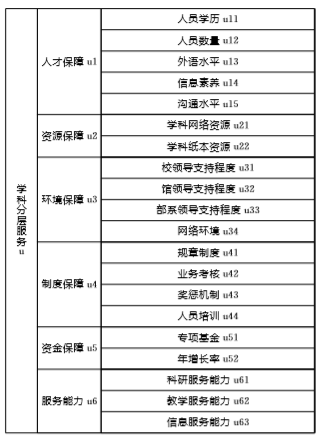 学科分层服务 u
人才保障 u1
人员学历 u11
人员数量 u12
外语水平 u13
信息素养 u14
沟通水平 u15
资源保障 u2
学科网络资源 u21
学科纸本资源 u22
环境保障 u3
校领导支持程度 u31
馆领导支持程度 u32
部系领导支持程度 u33
网络环境 u34
制度保障 u4
规章制度 u41
业务考核 u42
奖惩机制 u43
人员培训 u44
资金保障 u5
专项基金 u51
年增长率 u52
服务能力 u6
科研服务能力 u61
教学服务能力 u62
信息服务能力 u63